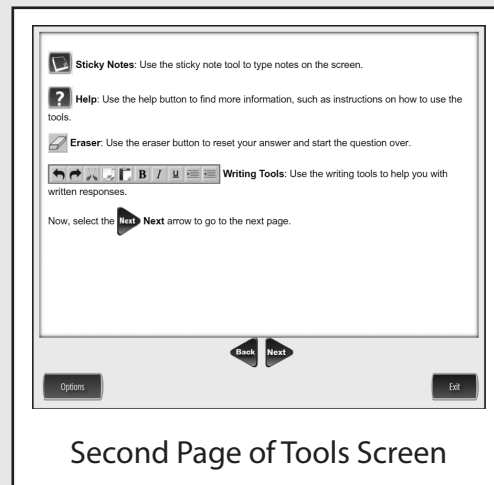 Sticky Notes: Use the sticky note tool to type notes on the screen.
? Help: Use the help button to find more information, such as instructions on how to use the
tools.
Eraser: Use the eraser button to reset your answer and start the question over.
B I U Writing Tools: Use the writing tools to help you with
written responses.
Now, select the Next Next arrow to go to the next page.
Back Next
Options Exit
Second Page of Tools Screen